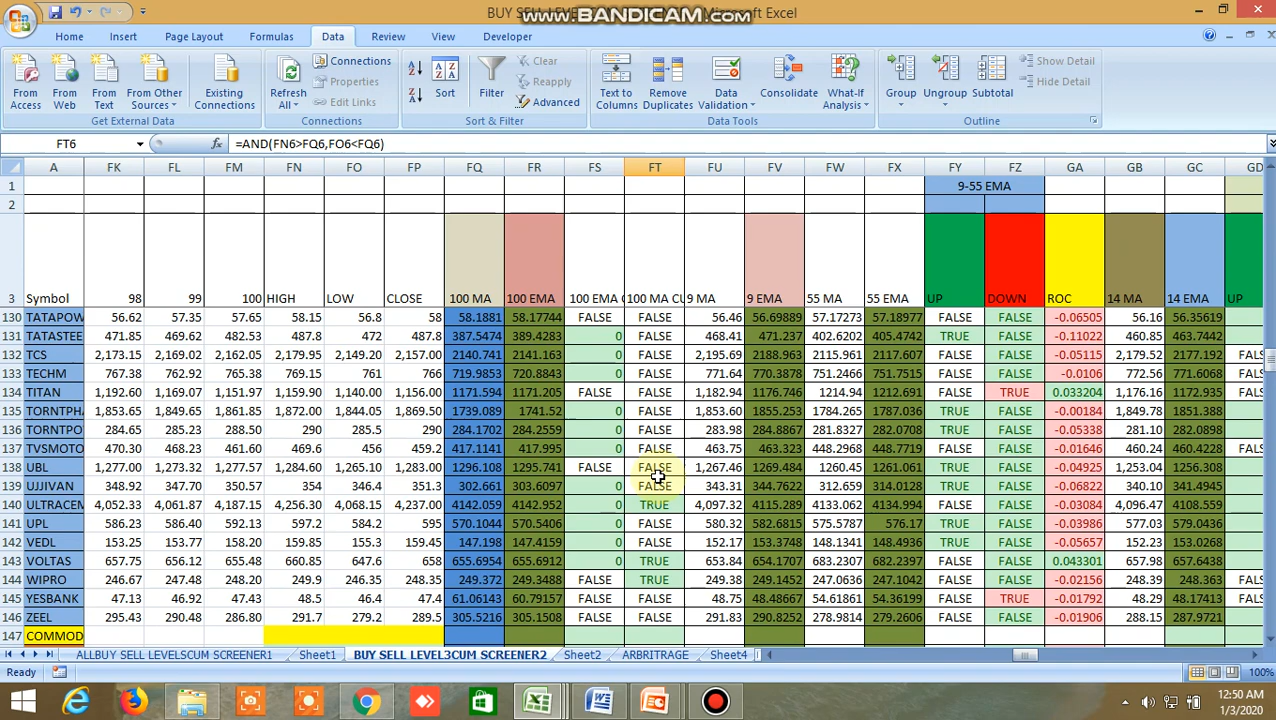 BUY SELL LEVE
www.BANDICAM.com
Microsoft Excel
Home Insert Page Layout Formulas Data Review View Developer
From Access
From Web
From Text
From Other Sources
Existing Connections
Get External Data
Refresh All
Connections
Properties
Edit Links
Connections
Sort
Filter
Clear
Reapply
Advanced
Sort & Filter
Text to Columns
Remove Duplicates
Data Validation
Consolidate
What-If Analysis
Data Tools
Group
Ungroup
Subtotal
Show Detail
Hide Detail
Outline
FT6 fx =AND(FN6>FQ6,FO6<FQ6)
A FK FL FM FN FO FP FQ FR FS FT FU FV FW FX FY FZ GA GB GC GD
1 9-55 EMA
2
3 Symbol 98 99 100 HIGH LOW CLOSE 100 MA 100 EMA 100 EMA C 100 MA CU 9 MA 9 EMA 55 MA 55 EMA UP DOWN ROC 14 MA 14 EMA UP
130 TATAPOW 56.62 57.35 57.65 58.15 56.8 58 58.1881 58.17744 FALSE FALSE 56.46 56.69889 57.17273 57.18977 FALSE FALSE -0.06505 56.16 56.35619
131 TATASTEE 471.85 462.62 482.53 487.8 472.8 487.8 387.5474 389.4283 0 FALSE 468.41 471.237 402.6202 405.4742 TRUE FALSE -0.11022 463.46 463.7442
132 TCS 2,173.15 2,169.02 2,162.05 2,179.95 2,149.20 2,157.00 2140.741 2141.163 0 FALSE 2,195.69 2188.963 2115.961 2117.607 FALSE FALSE -0.05115 2,179.52 2177.192 FAL
133 TECHM 767.38 762.92 765.38 769.15 761 766 719.9853 720.8843 0 FALSE 771.64 770.3878 751.2466 751.7515 FALSE FALSE -0.0106 772.56 771.6068 FAL
134 TITAN 1,192.60 1,169.07 1,151.97 1,159.90 1,140.00 1,156.00 1171.594 1171.587 FALSE FALSE 1,182.94 1176.746 1214.94 1212.691 FALSE TRUE 0.033204 1,176.16 1172.935 FAL
135 TORNTPH 1,853.65 1,849.65 1,861.85 1,872.00 1,844.05 1,869.50 1739.089 1741.52 0 FALSE 1,853.60 1855.253 1784.265 1787.036 TRUE FALSE -0.00184 1,849.78 1851.388
136 TORNTPO 284.65 285.23 288.50 290 285.5 290 284.1702 284.2559 0 FALSE 283.98 284.8867 281.8331 282.0708 TRUE FALSE -0.05338 281.10 282.0898
137 TVSMOTO 470.30 468.23 461.60 469.6 456 457.2 417.1141 417.995 0 FALSE 463.75 463.323 448.2968 448.7719 FALSE FALSE -0.01646 463.34 461.7442 FAL
138 UBL 1,277.00 1,273.32 1,277.57 1,284.60 1,265.10 1,283.00 1296.108 1295.741 FALSE FALSE 1,267.46 1269.484 1260.45 1261.061 TRUE FALSE -0.04925 1,253.04 1256.308
139 UJJIVAN 348.92 347.70 350.57 354 346.4 351.3 302.661 303.6097 0 FALSE 343.31 344.7622 312.659 314.0128 TRUE FALSE -0.06822 340.10 341.4945
140 ULTRACEM 4,052.33 4,061.87 4,187.15 4,256.30 4,068.15 4,237.00 4142.059 4142.952 0 TRUE 4,097.32 4115.289 4133.062 4134.994 TRUE FALSE -0.03084 4,096.47 4108.559
141 UPL 586.23 586.40 592.13 597.2 584.2 595 570.1044 570.5406 0 FALSE 580.32 582.6815 575.5787 576.17 TRUE FALSE -0.03986 577.03 579.0436
142 VEDL 153.25 153.77 158.40 159.85 155.3 159.45 147.198 147.4159 0 FALSE 152.17 153.3748 148.1341 148.4936 TRUE FALSE -0.05657 152.23 153.0268
143 VOLTAS 657.75 656.32 655.48 660.85 647.6 658 655.6954 655.6912 0 TRUE 653.84 654.1707 683.2307 682.2397 FALSE FALSE 0.043301 657.98 655.3438
144 WIPRO 246.67 247.48 248.20 249.9 246.35 248.35 249.372 249.3488 FALSE TRUE 248.24 249.1452 247.0636 247.1042 FALSE FALSE -0.02156 248.39 248.363 FAL
145 YESBANK 47.13 46.92 47.43 48.5 46.4 47.4 61.06143 60.79157 FALSE FALSE 48.75 48.48667 54.61861 54.36199 FALSE TRUE -0.01792 48.29 48.17413 FAL
146 ZEEL 295.43 290.48 286.80 291.7 279.2 289.5 305.5216 305.1508 FALSE FALSE 291.83 290.8252 278.9814 279.2606 FALSE FALSE -0.01906 288.15 287.9721
147 COMMOD
ALLBUY SELL LEVELSCUM SCREENER1 Sheet1 BUY SELL LEVEL3CUM SCREENER2 Sheet2 ARBITRAGE Sheet4
Ready 100%
12:50 AM
1/3/2020